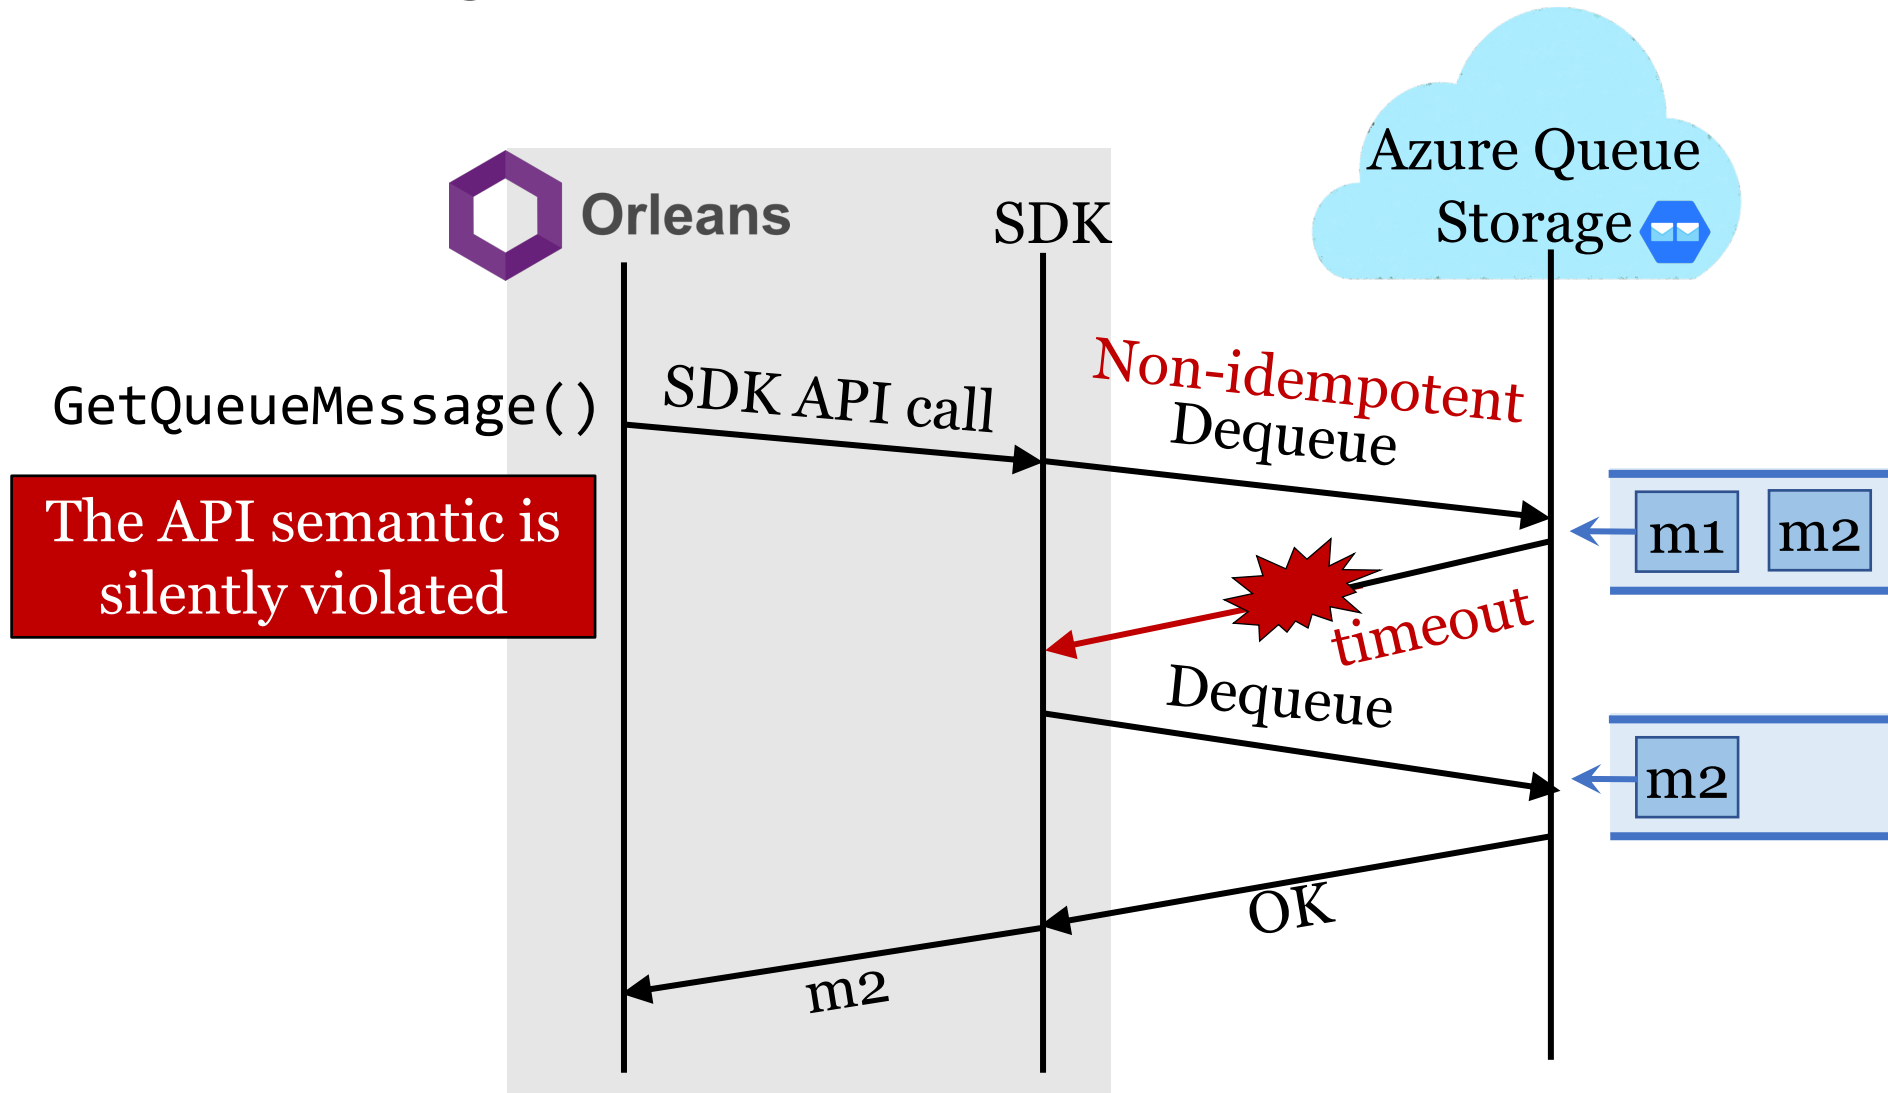 Azure Queue
Storage
Orleans
SDK
GetQueueMessage()
SDK API call
Non-idempotent
Dequeue
The API semantic is
silently violated
m1
m2
timeout
Dequeue
m2
OK
m2